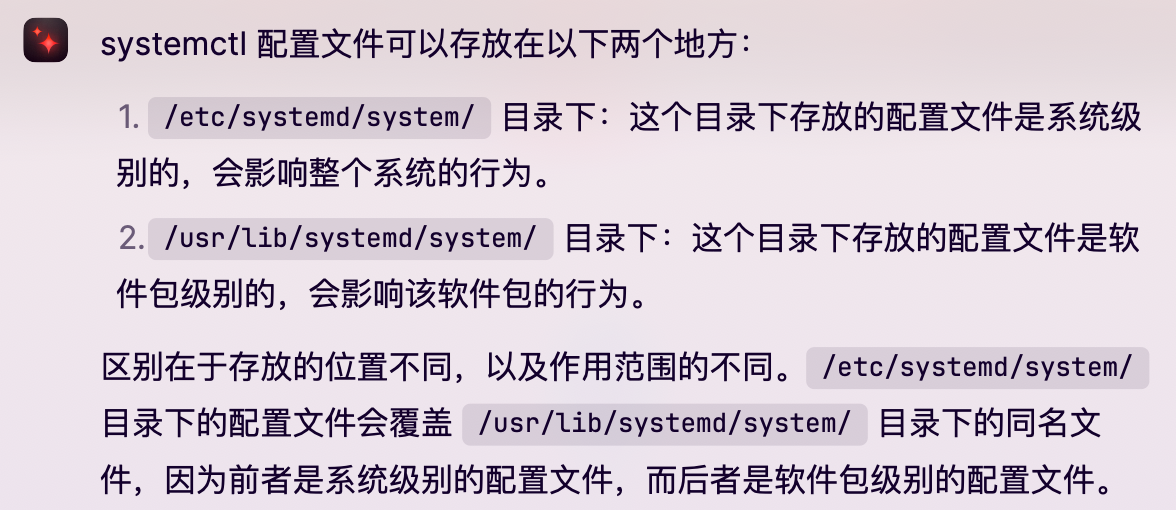 systemctl 配置文件可以存放在以下两个地方：
1. /etc/systemd/system/ 目录下：这个目录下存放的配置文件是系统级
别的，会影响整个系统的行为。
2. /usr/lib/systemd/system/ 目录下：这个目录下存放的配置文件是软
件包级别的，会影响该软件包的行为。
区别在于存放的位置不同，以及作用范围的不同。 /etc/systemd/system/
目录下的配置文件会覆盖 /usr/lib/systemd/system/ 目录下的同名文
件，因为前者是系统级别的配置文件，而后者是软件包级别的配置文件。